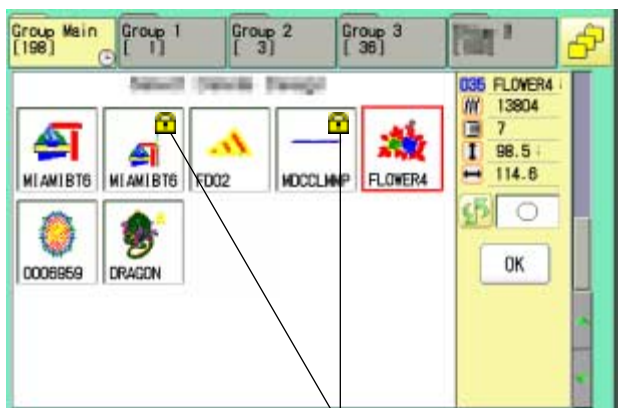 Group Main
[198]
Group 1
[ 1]
Group 2
[ 3]
Group 3
[ 36]
035 FLOWER4
13804
7
98.5
114.6
MIAMIBT6
MIAMIBT6
FD02
MDCCLMNP
FLOWER4
0006959
DRAGON
OK